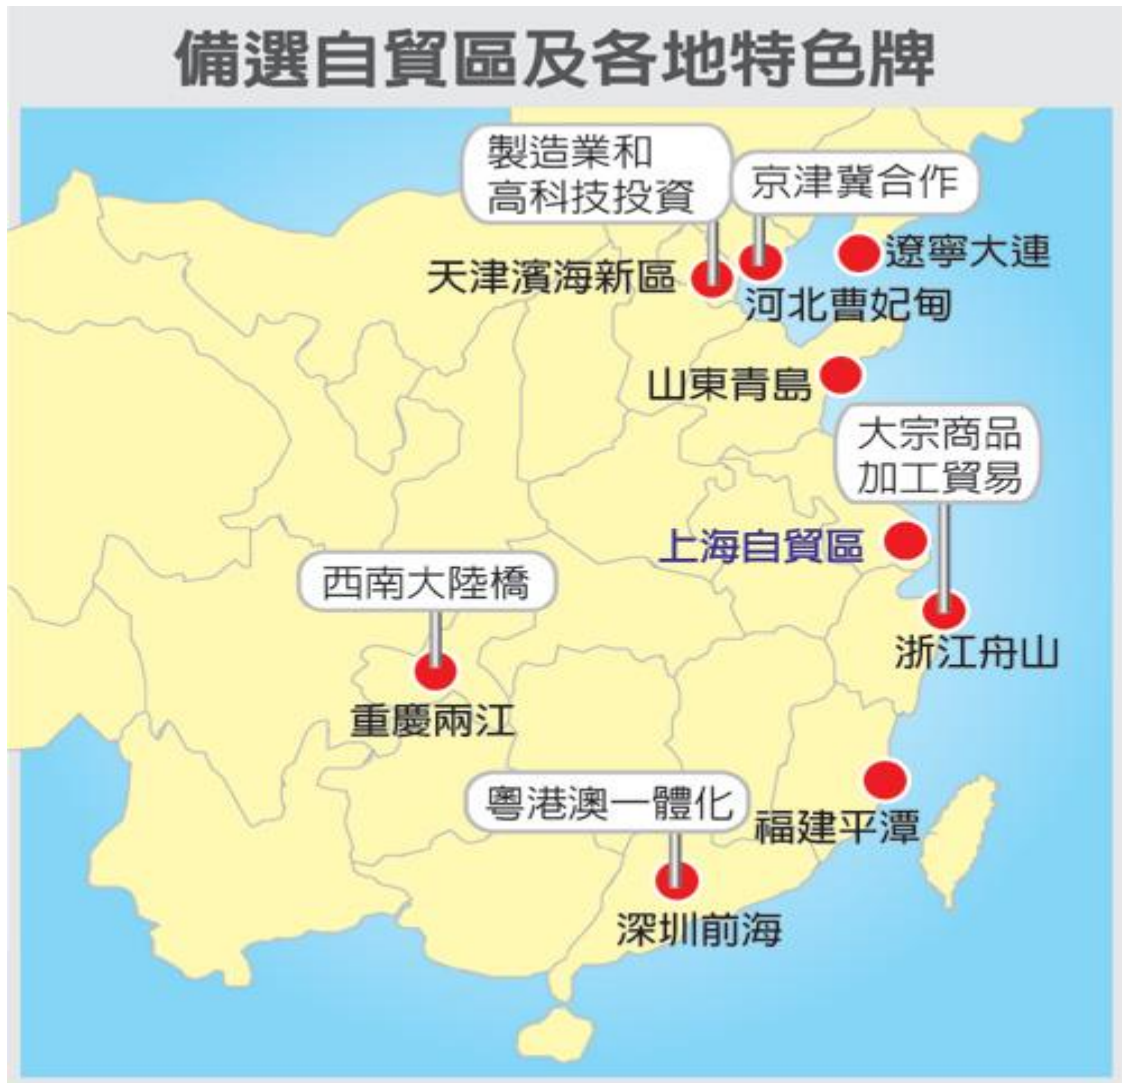 備選自貿區及各地特色牌
製造業和
高科技投資
京津冀合作
遼寧大連
天津濱海新區
河北曹妃甸
山東青島
大宗商品
加工貿易
上海自貿區
西南大陸橋
浙江舟山
重慶兩江
粵港澳一體化
福建平潭
深圳前海